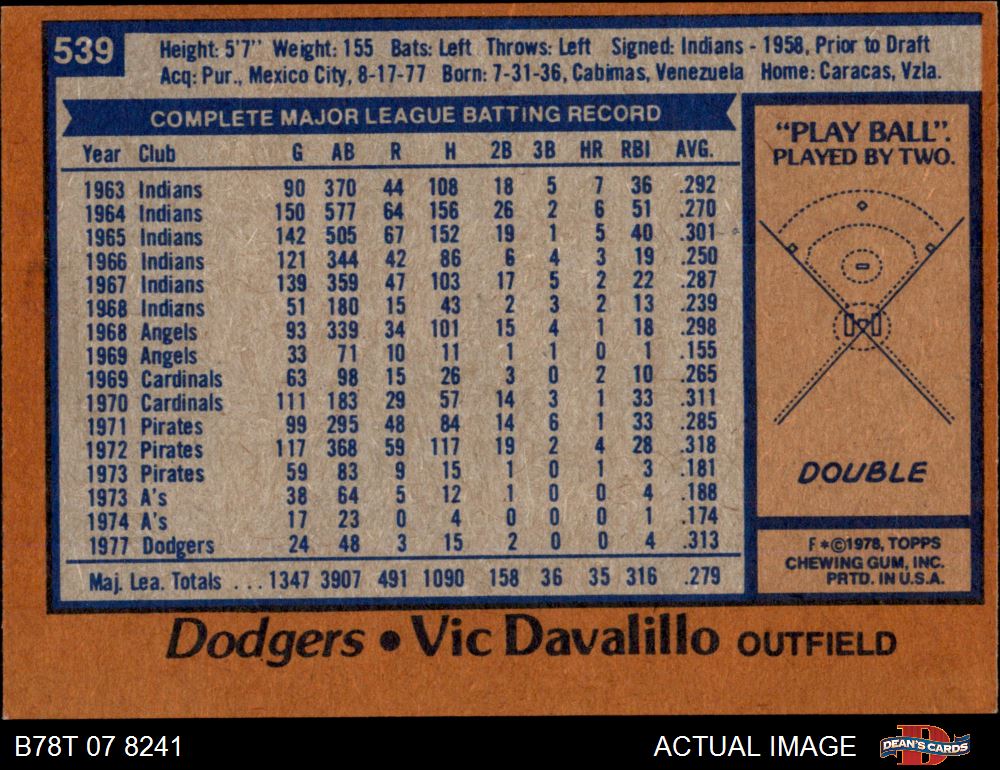 539
Height: 5'7" Weight: 155 Bats: Left Throws: Left Signed: Indians - 1958, Prior to Draft
Acq: Pur., Mexico City, 8-17-77 Born: 7-31-36, Cabimas, Venezuela Home: Caracas, Vzla.
COMPLETE MAJOR LEAGUE BATTING RECORD
Year Club G AB R H 2B 3B HR RBI AVG.
1963 Indians 90 370 44 108 18 5 7 36 .292
1964 Indians 150 577 64 156 26 2 6 51 .270
1965 Indians 142 505 67 152 19 1 5 40 .301
1966 Indians 121 344 42 86 6 4 3 19 .250
1967 Indians 139 359 47 103 17 5 2 22 .287
1968 Indians 51 180 15 43 2 3 2 13 .239
1968 Angels 93 339 34 101 15 4 1 18 .298
1969 Angels 33 71 10 11 1 1 0 1 .155
1969 Cardinals 63 98 15 26 3 0 2 10 .265
1970 Cardinals 111 183 29 57 14 3 1 33 .311
1971 Pirates 99 295 48 84 14 6 1 33 .285
1972 Pirates 117 368 59 117 19 2 4 28 .318
1973 Pirates 59 83 9 15 1 0 1 3 .181
1973 A's 38 64 5 12 1 0 0 4 .188
1974 A's 17 23 0 4 0 0 0 1 .174
1977 Dodgers 24 48 3 15 2 0 0 4 .313
Maj. Lea. Totals ... 1347 3907 491 1090 158 36 35 316 .279
"PLAY BALL".
PLAYED BY TWO.
DOUBLE
F *©1978, TOPPS
CHEWING GUM, INC.
PRTD. IN U.S.A.
Dodgers • Vic Davalillo OUTFIELD
B78T 07 8241
ACTUAL IMAGE
D
DEAN'S CARDS